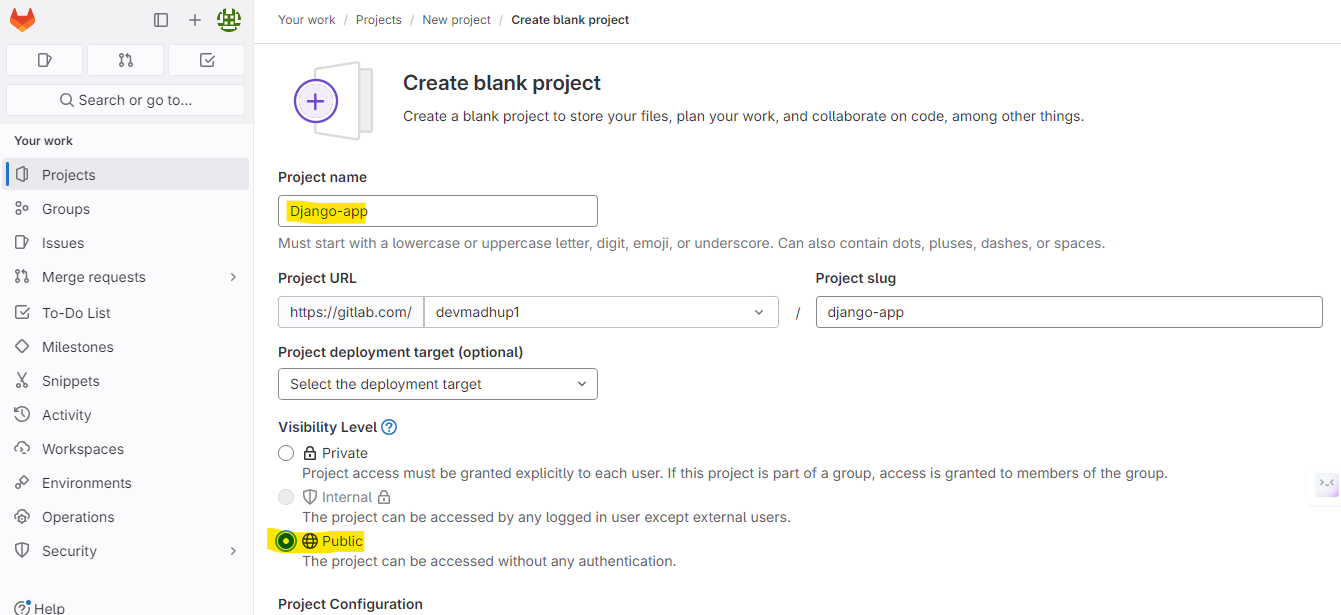 Your work / Projects / New project / Create blank project
Search or go to...
Your work
Projects
Groups
Issues
Merge requests
To-Do List
Milestones
Snippets
Activity
Workspaces
Environments
Operations
Security
Help
Create blank project
Create a blank project to store your files, plan your work, and collaborate on code, among other things.
Project name
Django-app
Must start with a lowercase or uppercase letter, digit, emoji, or underscore. Can also contain dots, pluses, dashes, or spaces.
Project URL
Project slug
https://gitlab.com/ devmadhup1 / django-app
Project deployment target (optional)
Select the deployment target
Visibility Level
Private
Project access must be granted explicitly to each user. If this project is part of a group, access is granted to members of the group.
Internal
The project can be accessed by any logged in user except external users.
Public
The project can be accessed without any authentication.
Project Configuration